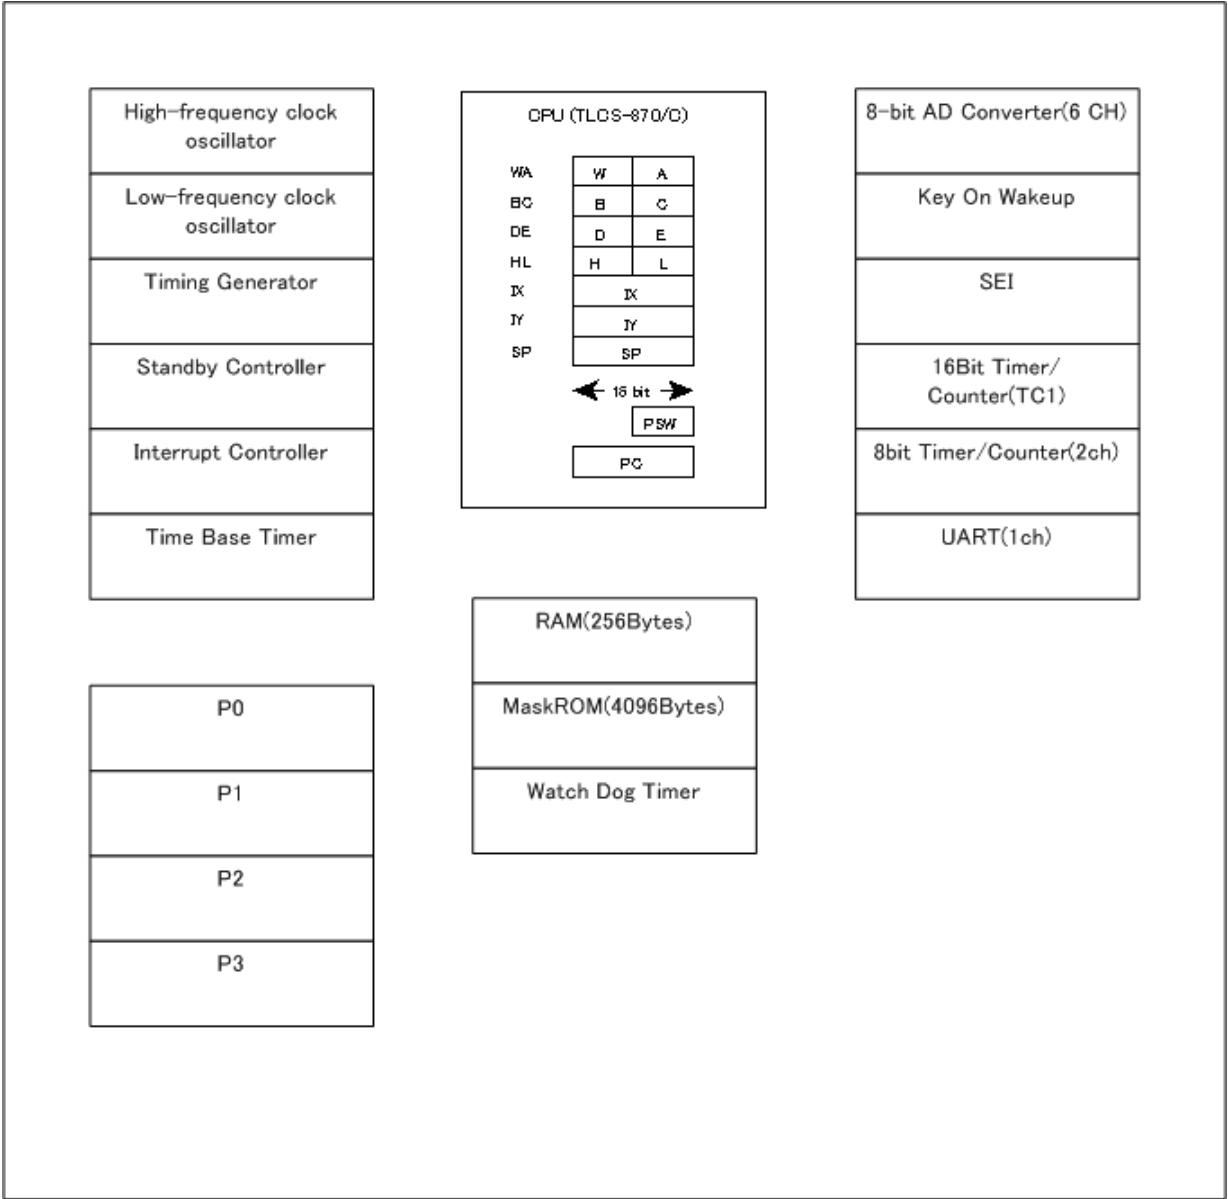 High-frequency clock
oscillator
Low-frequency clock
oscillator
Timing Generator
Standby Controller
Interrupt Controller
Time Base Timer
CPU (TLCS-870/C)
WA W A
BC B C
DE D E
HL H L
IX IX
IY IY
SP SP
16 bit
PSW
PC
8-bit AD Converter(6 CH)
Key On Wakeup
SEI
16Bit Timer/
Counter(TC1)
8bit Timer/Counter(2ch)
UART(1ch)
RAM(256Bytes)
MaskROM(4096Bytes)
Watch Dog Timer
P0
P1
P2
P3